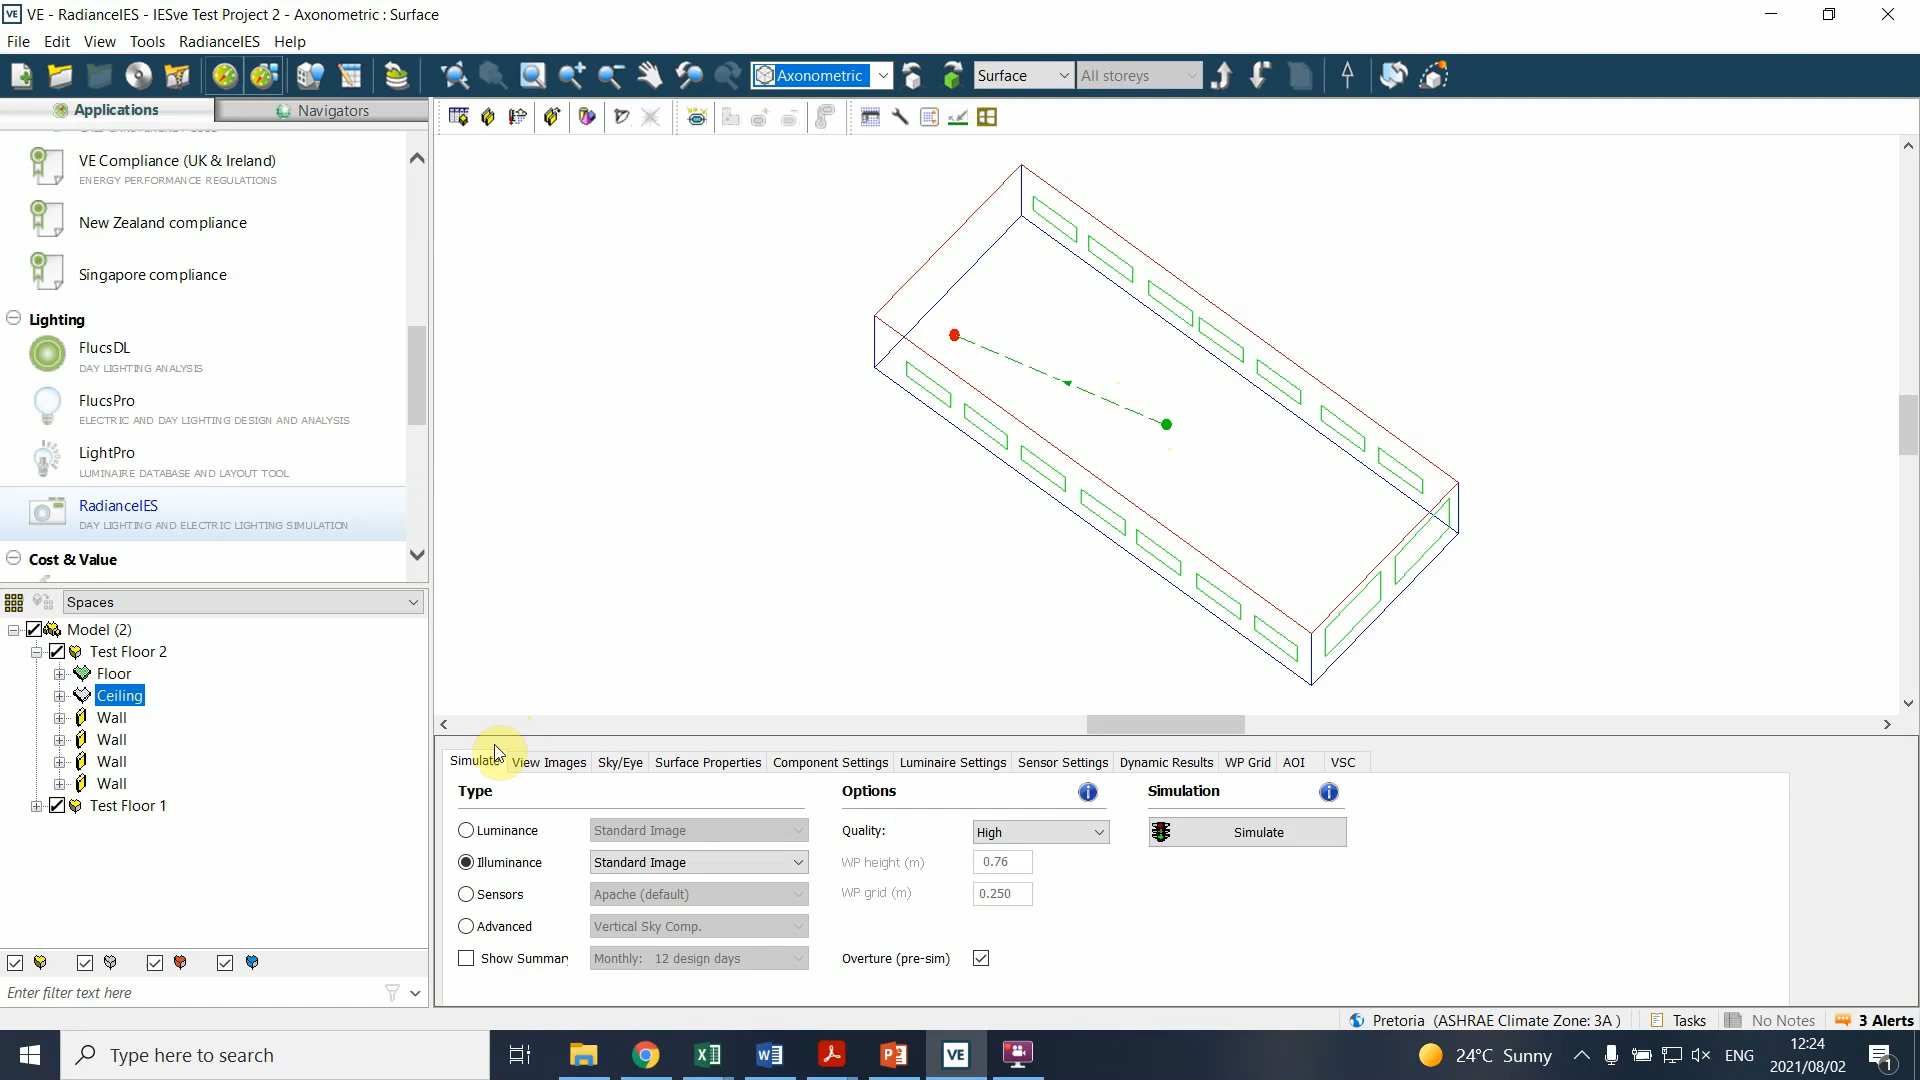 VE - RadianceIES - IESve Test Project 2 - Axonometric : Surface
File Edit View Tools RadianceIES Help
Axonometric Surface All storeys
Applications Navigators
VE Compliance (UK & Ireland)
ENERGY PERFORMANCE REGULATIONS
New Zealand compliance
Singapore compliance
Lighting
FlucsDL
DAY LIGHTING ANALYSIS
FlucsPro
ELECTRIC AND DAY LIGHTING DESIGN AND ANALYSIS
LightPro
LUMINAIRE DATABASE AND LAYOUT TOOL
RadianceIES
DAY LIGHTING AND ELECTRIC LIGHTING SIMULATION
Cost & Value
Spaces
Model (2)
Test Floor 2
Floor
Ceiling
Wall
Wall
Wall
Wall
Test Floor 1
Enter filter text here
Simulate View Images Sky/Eye Surface Properties Component Settings Luminaire Settings Sensor Settings Dynamic Results WP Grid AOI VSC
Type Options Simulation
Luminance Standard Image Quality: High Simulate
Illuminance Standard Image WP height (m) 0.76
Sensors Apache (default) WP grid (m) 0.250
Advanced Vertical Sky Comp.
Show Summar Monthly: 12 design days Overture (pre-sim)
Pretoria (ASHRAE Climate Zone: 3A ) Tasks No Notes 3 Alerts
Type here to search
24°C Sunny ENG 12:24
2021/08/02
1